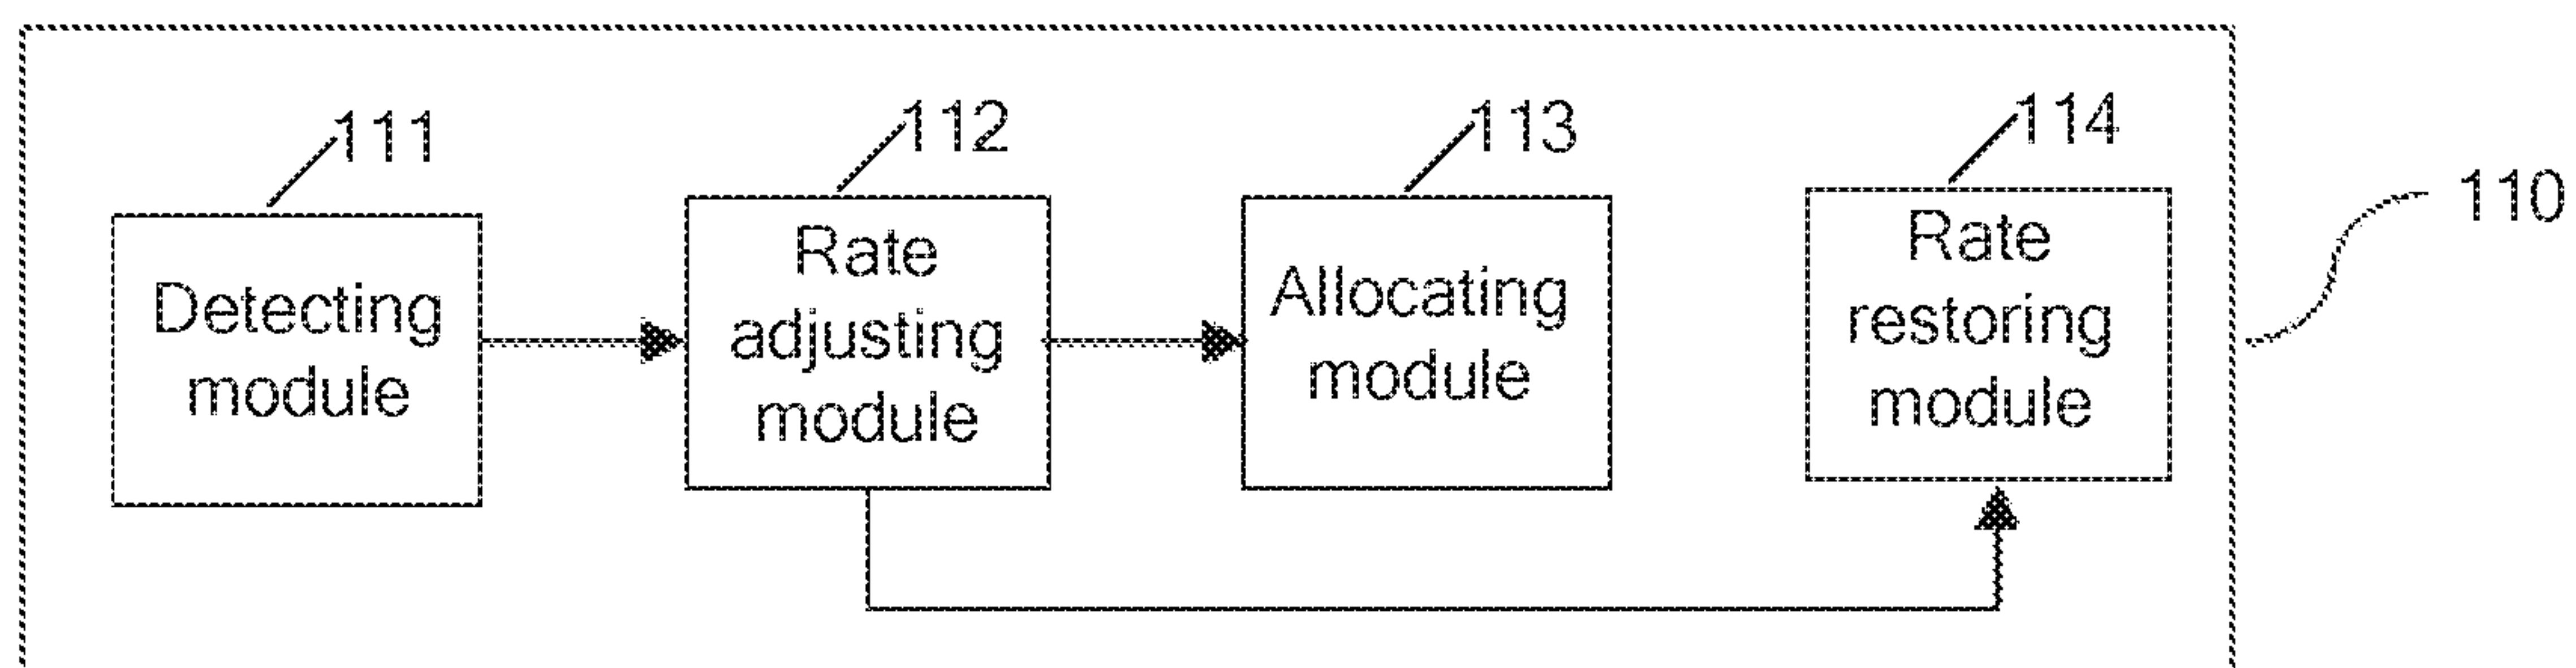 111
112
113
114
110
Detecting
module
Rate
adjusting
module
Allocating
module
Rate
restoring
module